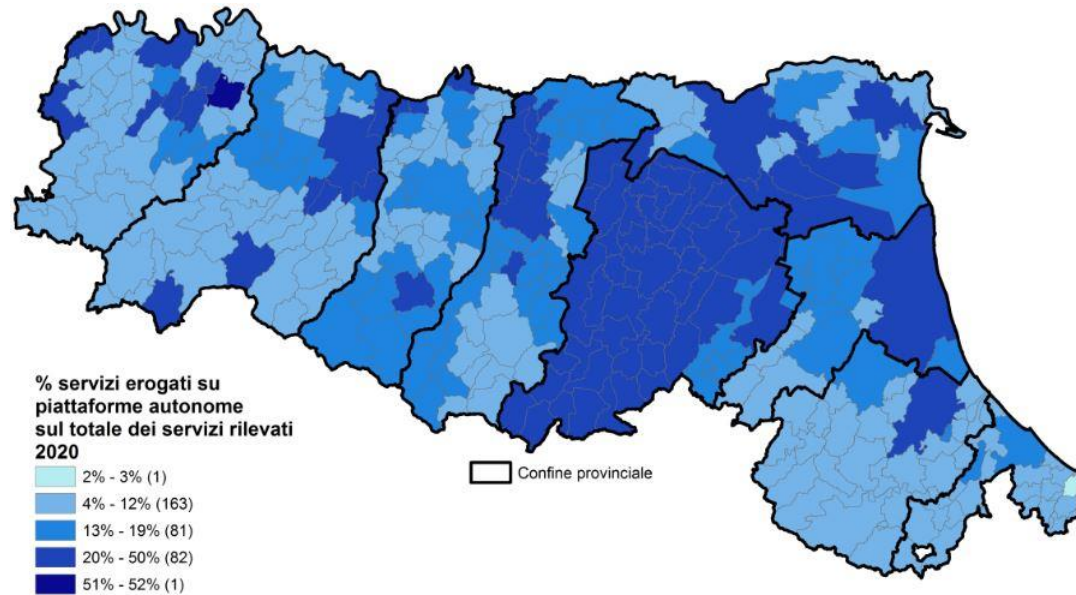 % servizi erogati su
piattaforme autonome
sul totale dei servizi rilevati
2020
2% - 3% (1)
4% - 12% (163)
13% - 19% (81)
20% - 50% (82)
51% - 52% (1)
Confine provinciale